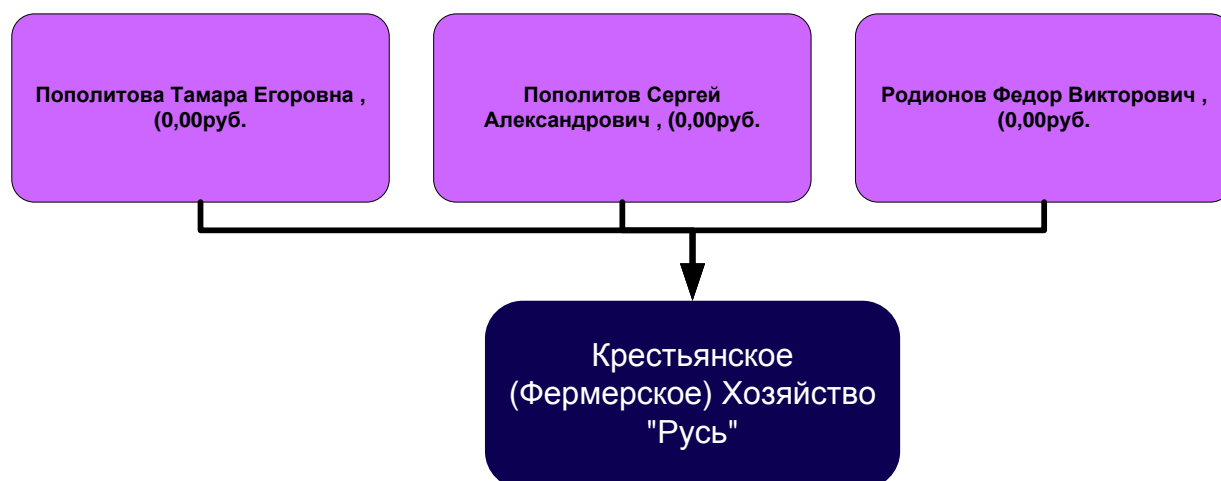 Пополитова Тамара Егоровна ,
(0,00руб.
Пополитов Сергей
Александрович , (0,00руб.
Родионов Федор Викторович ,
(0,00руб.
Крестьянское
(Фермерское) Хозяйство
"Русь"